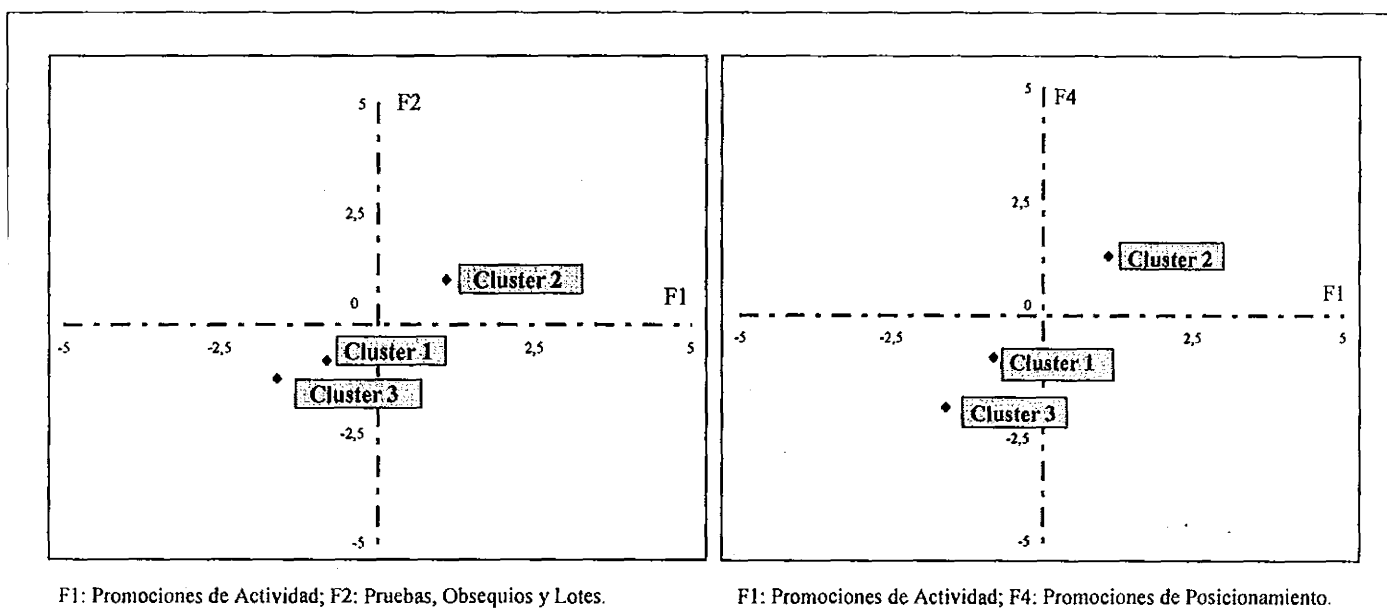 5 F2
2,5
Cluster 2
0 F1
-5 -2,5 2,5 5
Cluster 1
Cluster 3
-2,5
-5
5 F4
2,5
Cluster 2
0 F1
-5 -2,5 2,5 5
Cluster 1
Cluster 3
-2,5
-5
F1: Promociones de Actividad; F2: Pruebas, Obsequios y Lotes.
F1: Promociones de Actividad; F4: Promociones de Posicionamiento.